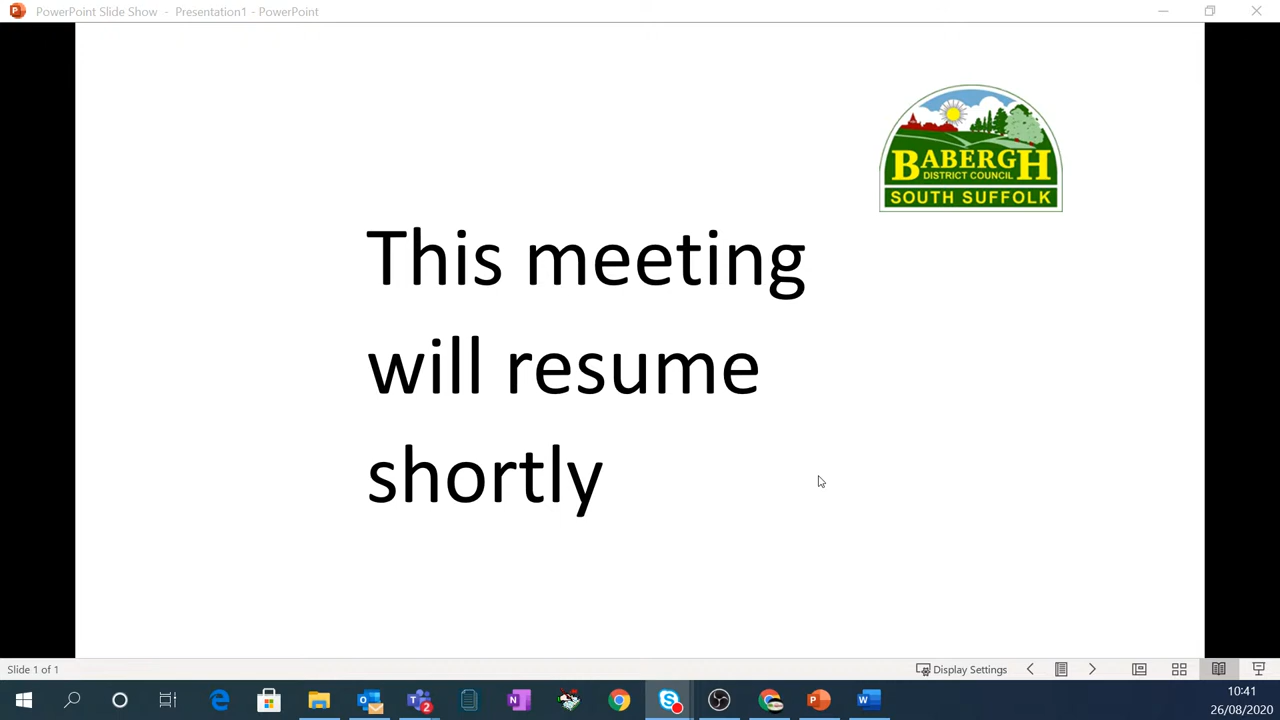 PowerPoint Slide Show - Presentation1 - PowerPoint
BABERGH
DISTRICT COUNCIL
SOUTH SUFFOLK
This meeting
will resume
shortly
Slide 1 of 1
Display Settings
2
10:41
26/08/2020